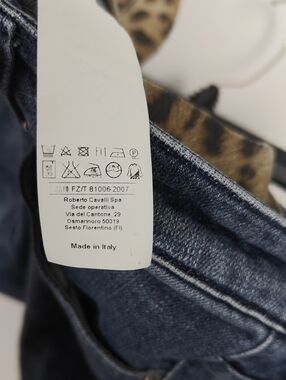 FZ/T 81006-2007
Roberto Cavalli Spa
Sede operativa
Via del Cantone, 29
Osmannoro 50019
Sesto Fiorentino (FI)
Made in Italy